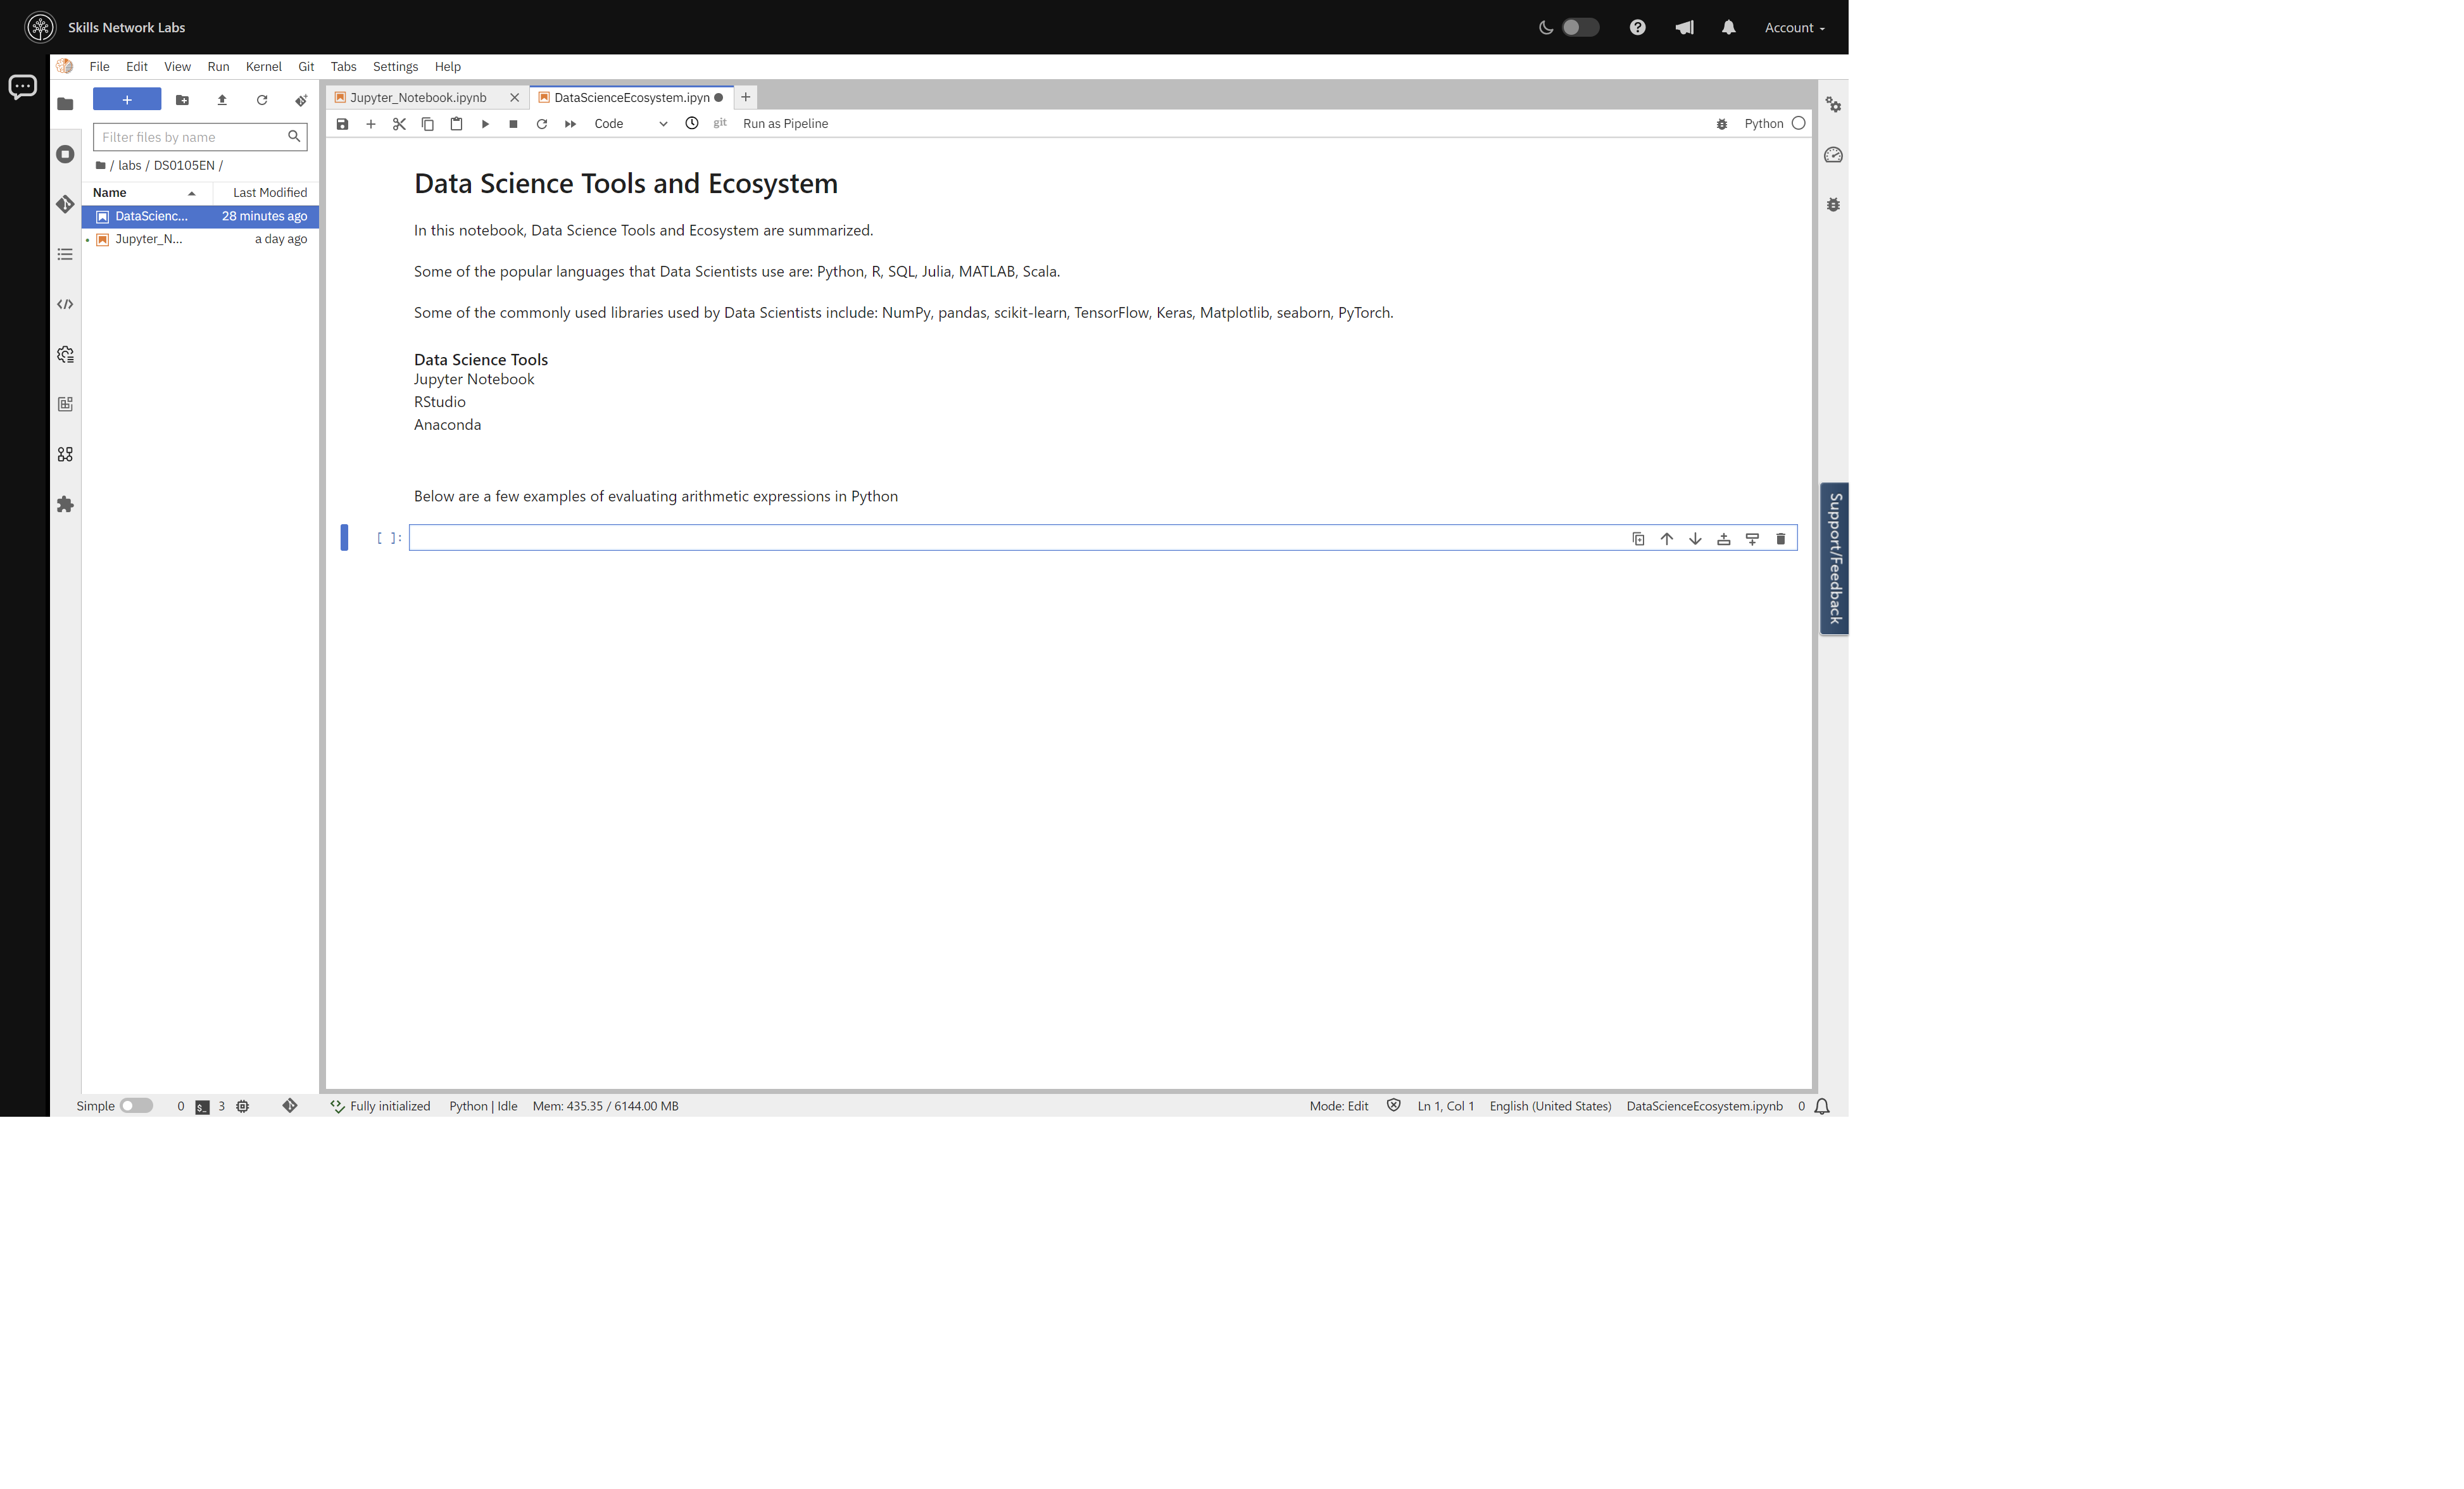 Skills Network Labs
Account
File Edit View Run Kernel Git Tabs Settings Help
+
Filter files by name
/ labs / DS0105EN /
Name Last Modified
DataScienc... 28 minutes ago
Jupyter_N... a day ago
Jupyter_Notebook.ipynb DataScienceEcosystem.ipyn
Code git Run as Pipeline Python
Data Science Tools and Ecosystem
In this notebook, Data Science Tools and Ecosystem are summarized.
Some of the popular languages that Data Scientists use are: Python, R, SQL, Julia, MATLAB, Scala.
Some of the commonly used libraries used by Data Scientists include: NumPy, pandas, scikit-learn, TensorFlow, Keras, Matplotlib, seaborn, PyTorch.
Data Science Tools
Jupyter Notebook
RStudio
Anaconda
Below are a few examples of evaluating arithmetic expressions in Python
[ ]:
Support/Feedback
Simple 0 $_ 3 Fully initialized Python | Idle Mem: 435.35 / 6144.00 MB Mode: Edit Ln 1, Col 1 English (United States) DataScienceEcosystem.ipynb 0